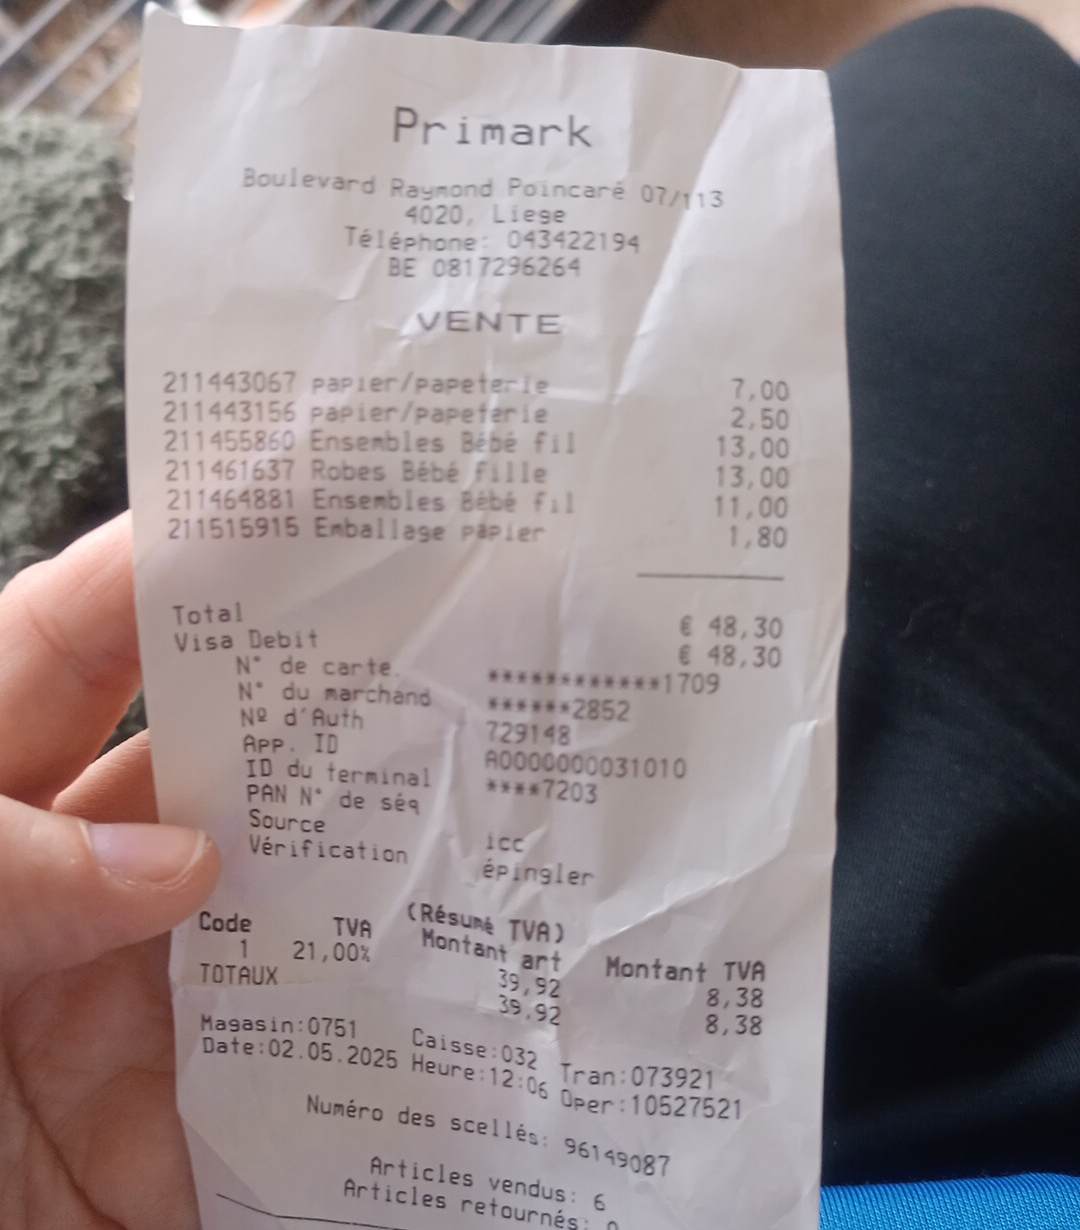 Primark
Boulevard Raymond Poincaré 07/113
4020, Liege
Téléphone: 043422194
BE 0817296264
VENTE
211443067 papier/papeterie 7,00
211443156 papier/papeterie 2,50
211455860 Ensembles Bébé fil 13,00
211461637 Robes Bébé fille 13,00
211464881 Ensembles Bébé fil 11,00
211515915 Emballage papier 1,80
Total € 48,30
Visa Debit € 48,30
N° de carte. ************1709
N° du marchand ******2852
Nº d'Auth 729148
App. ID A0000000031010
ID du terminal ****7203
PAN N° de séq
Source icc
Vérification épingler
(Résumé TVA)
Code TVA Montant art Montant TVA
1 21,00% 39,92 8,38
TOTAUX 39,92 8,38
Magasin:0751 Caisse:032 Tran:073921
Date:02.05.2025 Heure:12:06 Oper:10527521
Numéro des scellés: 96149087
Articles vendus: 6
Articles retournés: 0